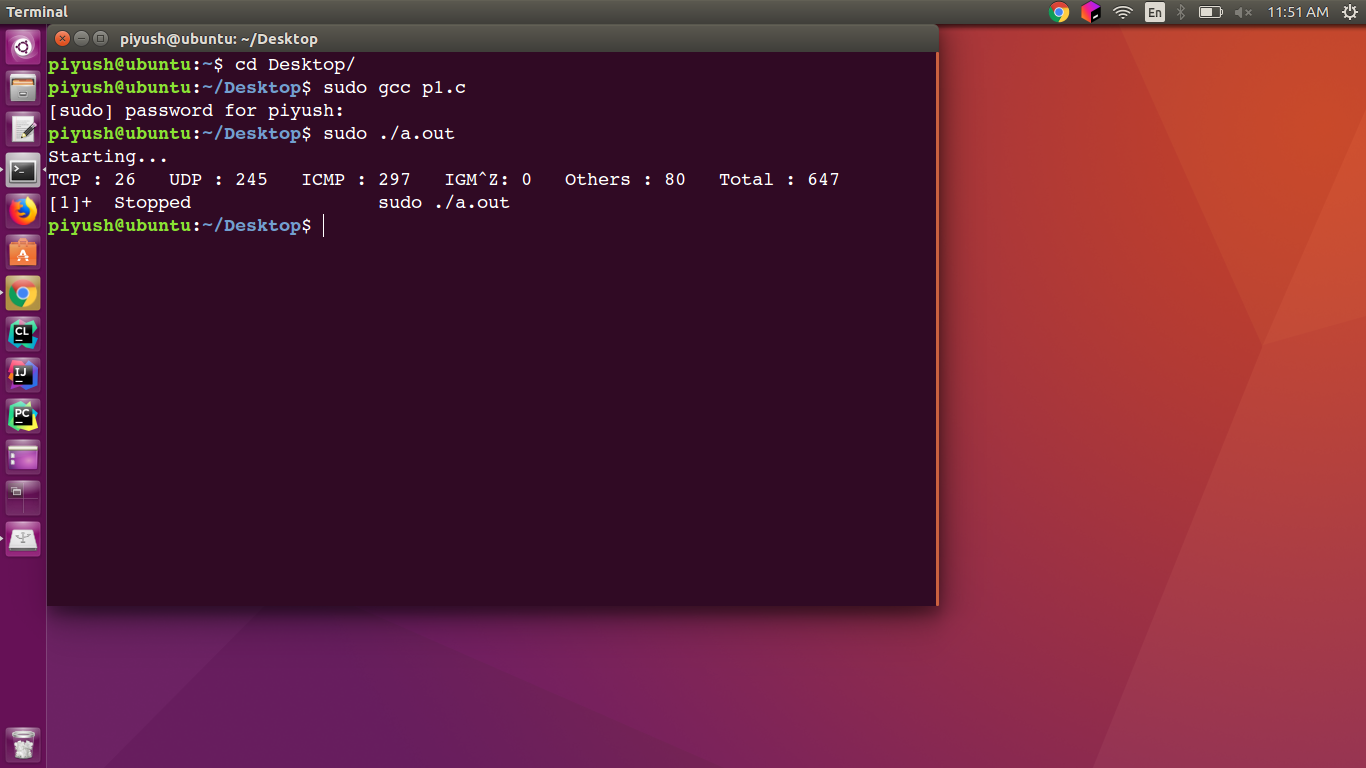 Terminal
En
11:51 AM
piyush@ubuntu: ~/Desktop
piyush@ubuntu:~$ cd Desktop/
piyush@ubuntu:~/Desktop$ sudo gcc p1.c
[sudo] password for piyush:
piyush@ubuntu:~/Desktop$ sudo ./a.out
Starting...
TCP : 26   UDP : 245   ICMP : 297   IGM^Z: 0   Others : 80   Total : 647
[1]+  Stopped                 sudo ./a.out
piyush@ubuntu:~/Desktop$
CL
IJ
PC